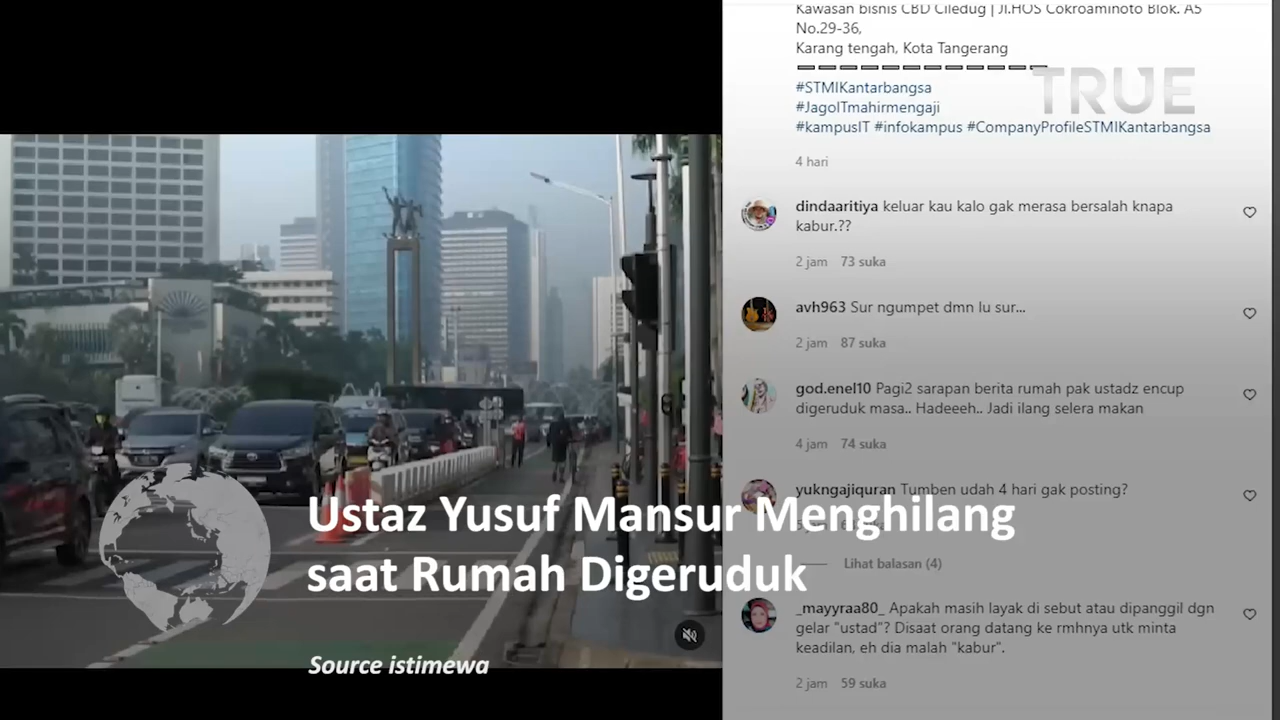 Kawasan bisnis CBD Ciledug | Jl.HOS Cokroaminoto Blok. A5
No.29-36,
Karang tengah, Kota Tangerang
TRUE
#STMIKantarbangsa
#JagoITmahirmengaji
#kampusIT #infokampus #CompanyProfileSTMIKantarbangsa
4 hari
dindaaritiya keluar kau kalo gak merasa bersalah knapa
kabur.??
2 jam 73 suka
avh963 Sur ngumpet dmn lu sur...
2 jam 87 suka
god.enel10 Pagi2 sarapan berita rumah pak ustadz encup
digeruduk masa.. Hadeeeh.. Jadi ilang selera makan
4 jam 74 suka
yukngajiquran Tumben udah 4 hari gak posting?
Lihat balasan (4)
_mayyraa80_ Apakah masih layak di sebut atau dipanggil dgn
gelar "ustad"? Disaat orang datang ke rmhnya utk minta
keadilan, eh dia malah "kabur".
2 jam 59 suka
Ustaz Yusuf Mansur Menghilang
saat Rumah Digeruduk
Source istimewa